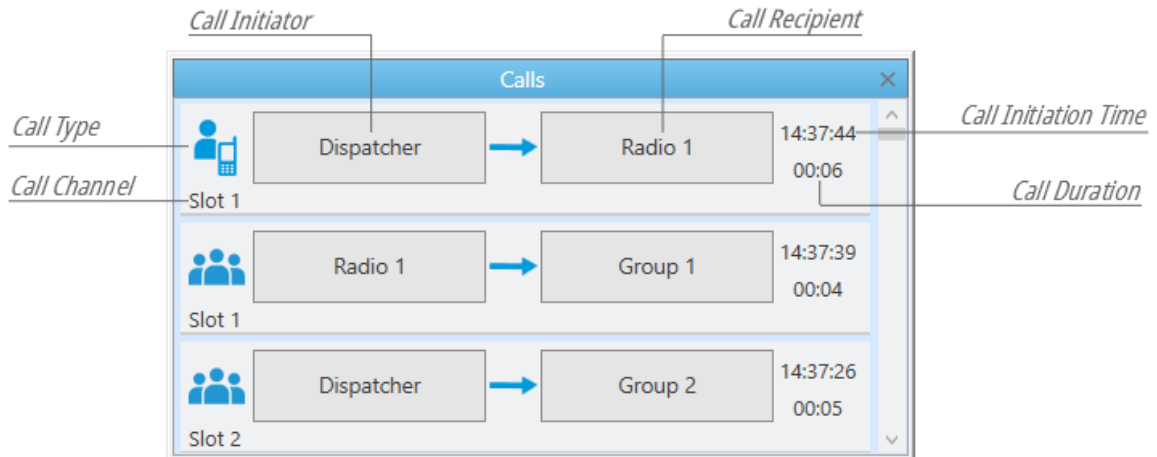 Call Initiator
Call Recipient
Calls
Call Type
Dispatcher
Radio 1
14:37:44
Call Initiation Time
00:06
Call Channel
Slot 1
Call Duration
Radio 1
Group 1
14:37:39
00:04
Slot 1
Dispatcher
Group 2
14:37:26
00:05
Slot 2